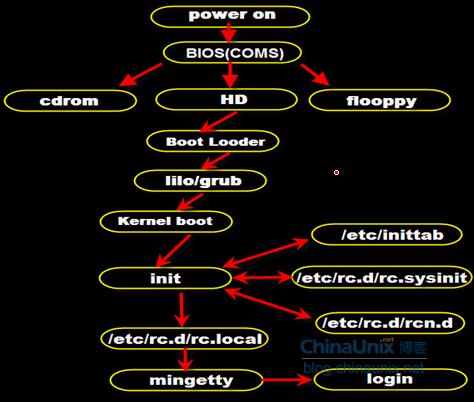 power on
BIOS(COMS)
cdrom
HD
flooppy
Boot Looder
lilo/grub
Kernel boot
/etc/inittab
init
/etc/rc.d/rc.sysinit
/etc/rc.d/rcn.d
/etc/rc.d/rc.local
ChinaUnix.net 博客
blog.chinaunix.net
mingetty
login